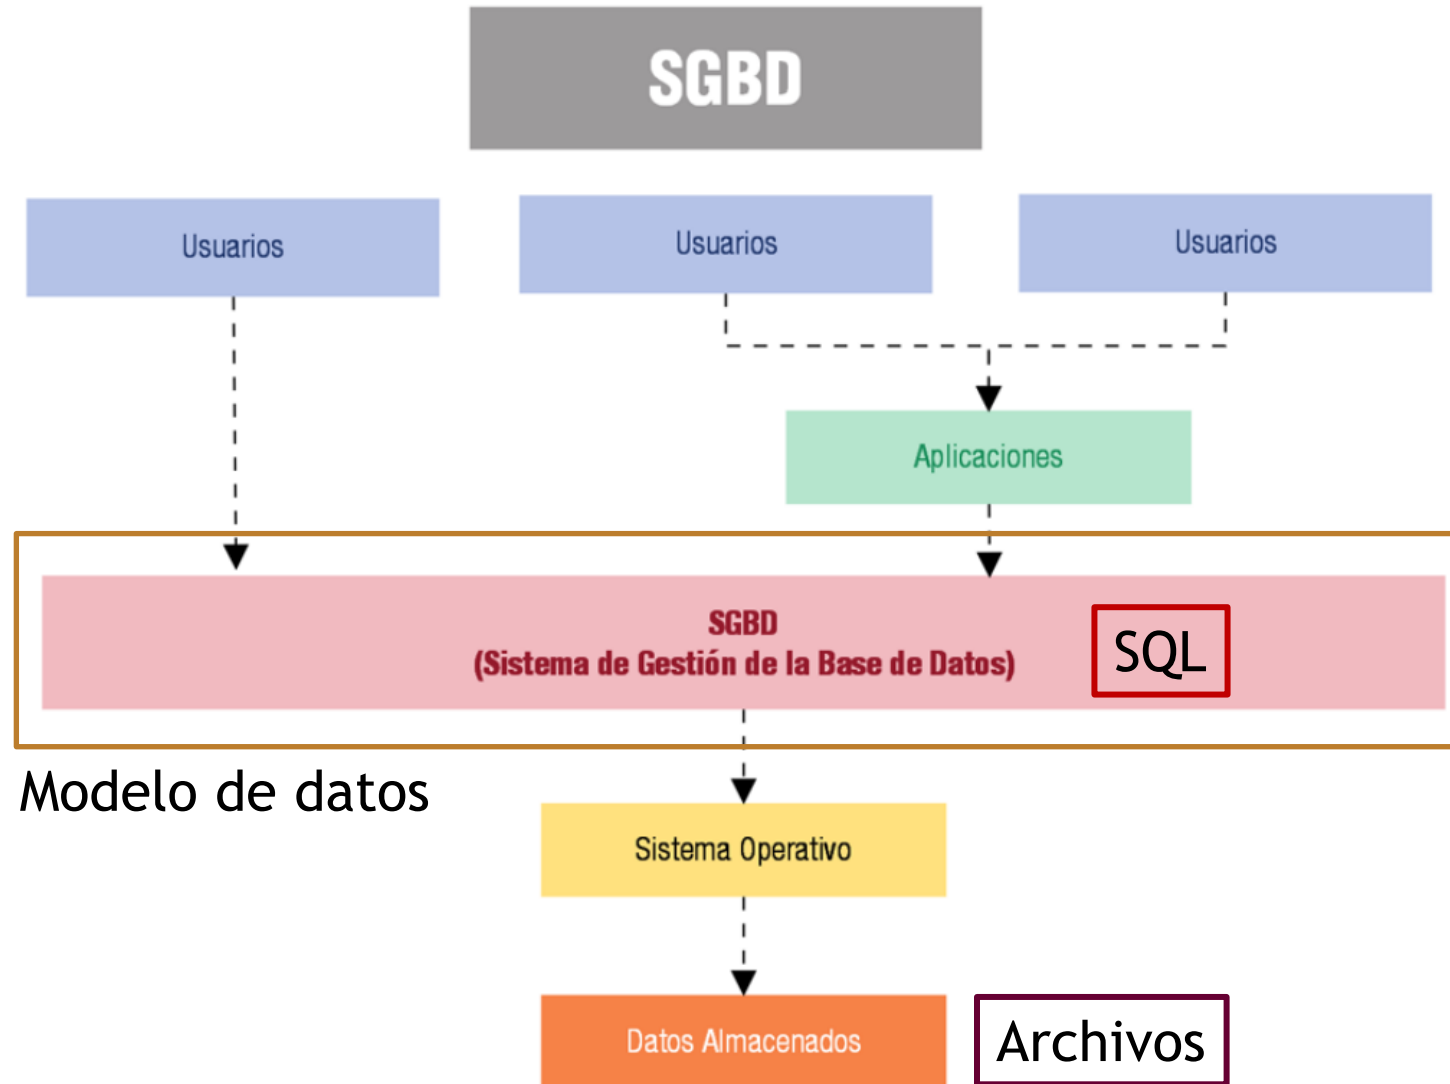 SGBD
Usuarios
Usuarios
Usuarios
Aplicaciones
SGBD
(Sistema de Gestión de la Base de Datos)
SQL
Modelo de datos
Sistema Operativo
Datos Almacenados
Archivos